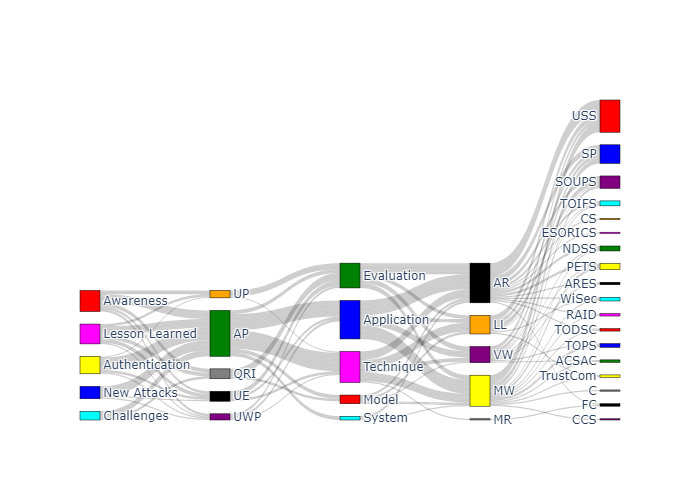 Awareness
Lesson Learned
Authentication
New Attacks
Challenges
UP
AP
QRI
UE
UWP
Evaluation
Application
Technique
Model
System
AR
LL
VW
MW
MR
USS
SP
SOUPS
TOIFS
CS
ESORICS
NDSS
PETS
ARES
WiSec
RAID
TODSC
TOPS
ACSAC
TrustCom
C
FC
CCS